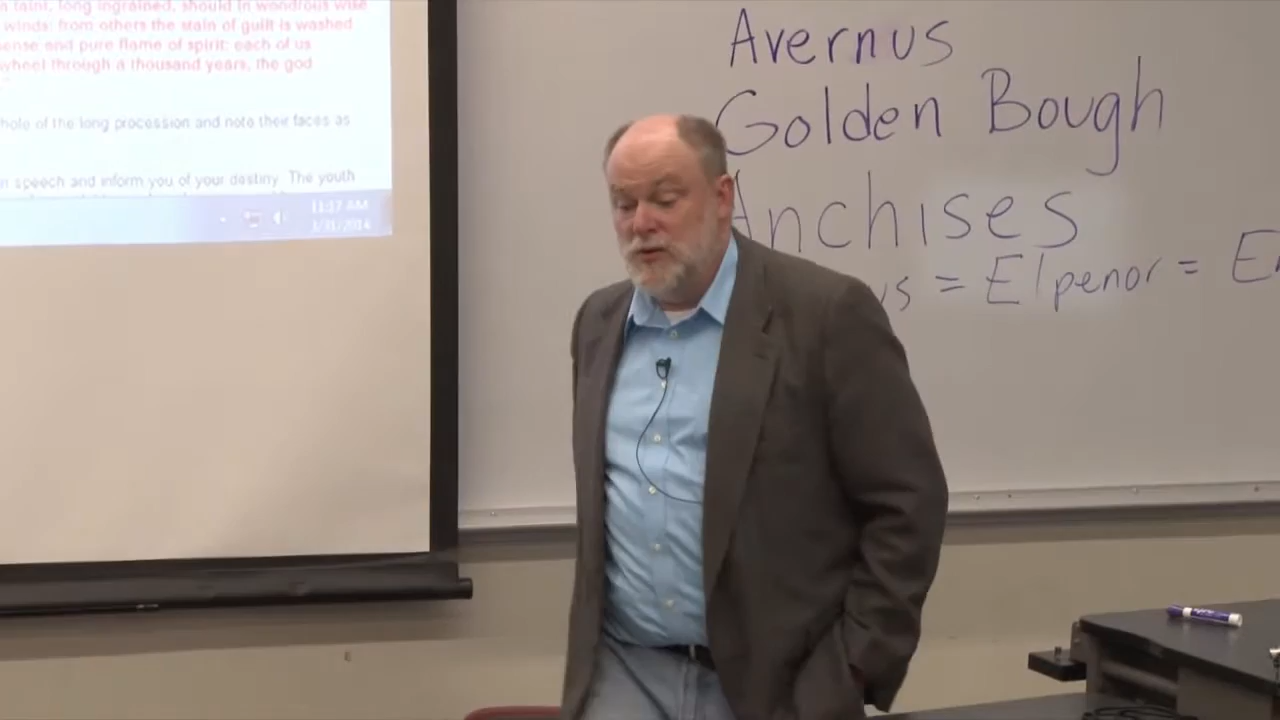 taint, long ingrained, should in wondrous wise
winds: from others the stain of guilt is washed
and pure flame of spirit: each of us
wheel through a thousand years, the god
of the long procession and note their faces as
speech and inform you of your destiny. The youth
11:17 AM
3/31/2014
Avernus
Golden Bough
Anchises
= Elpenor =